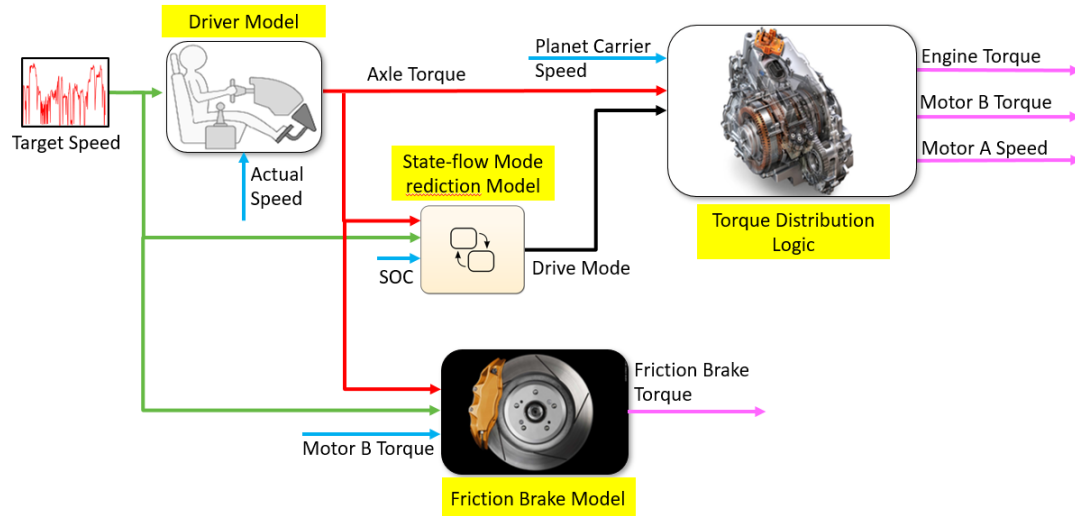 Driver Model
Target Speed
Actual
Speed
Axle Torque
Planet Carrier
Speed
Engine Torque
Motor B Torque
Motor A Speed
Torque Distribution
Logic
State-flow Mode
rediction Model
SOC
Drive Mode
Friction Brake
Torque
Motor B Torque
Friction Brake Model